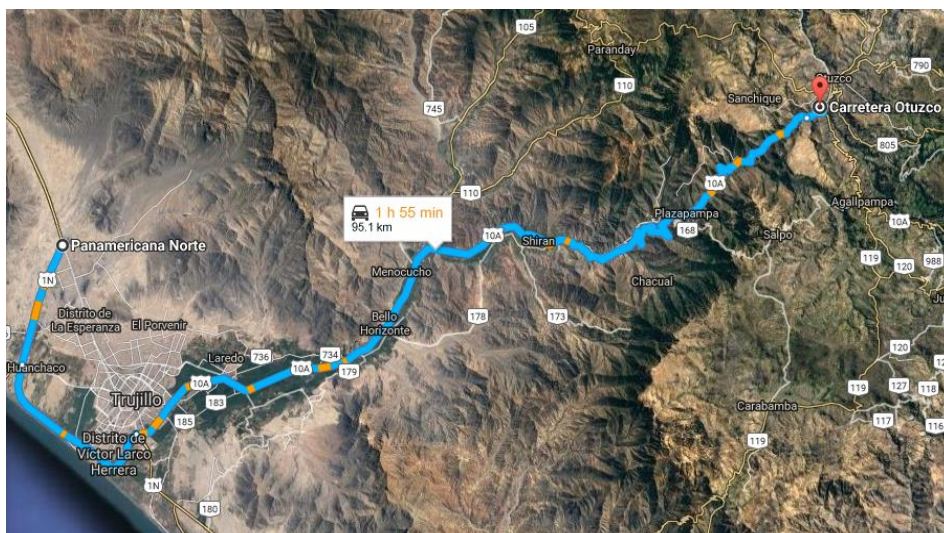 105
790
Paranday
Otuzco
745
110
Sanchique
Carretera Otuzco
805
10A
110
Agallpampa
1 h 55 min
95.1 km
Plazapampa
168
10A
Panamericana Norte
10A
Shiran
Salpo
119
120
988
1N
Menocucho
Chacual
Distrito de
La Esperanza
El Porvenir
Bello
Horizonte
178
173
120
Huanchaco
Laredo
736
734
10A
179
10A
119
127
118
Trujillo
183
185
Carabamba
117
116
119
Distrito de
Víctor Larco
Herrera
1N
180